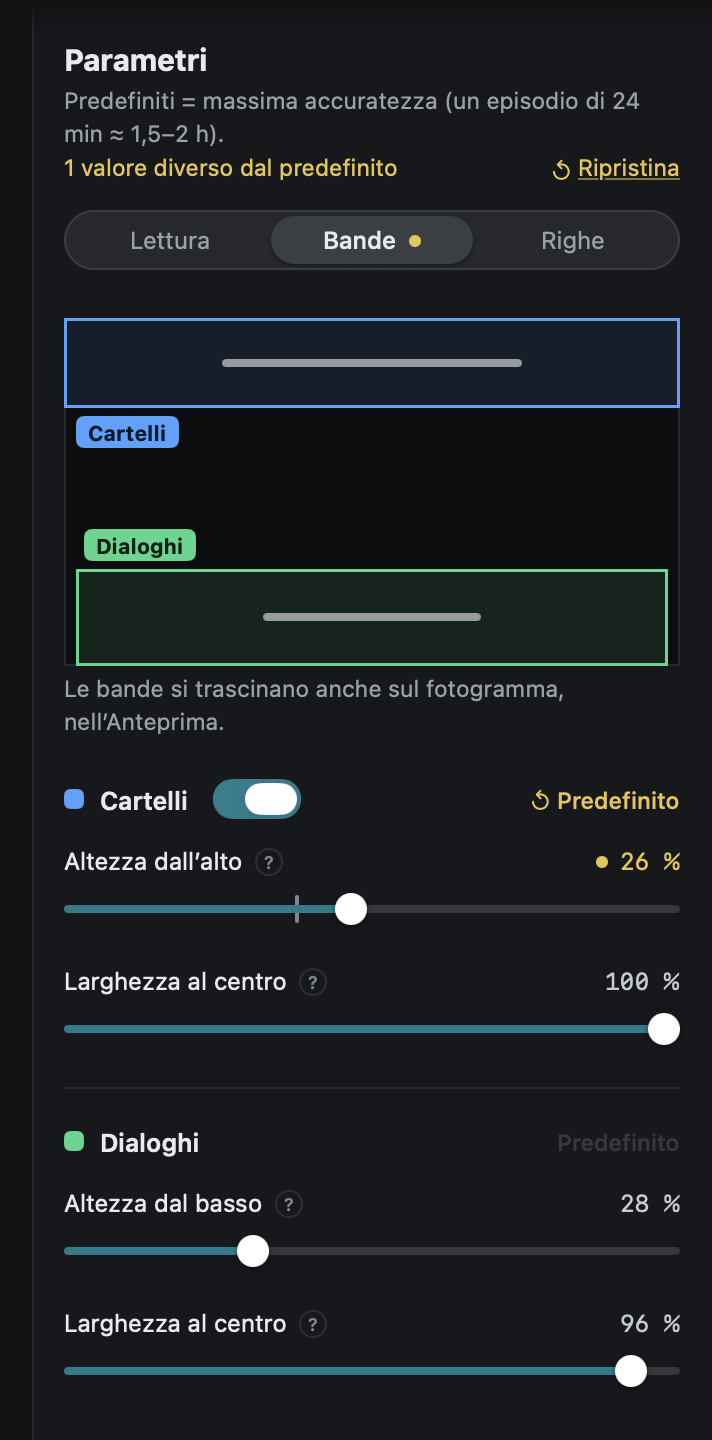 Parametri
Predefiniti = massima accuratezza (un episodio di 24
min ≈ 1,5–2 h).
1 valore diverso dal predefinito Ripristina
Lettura Bande Righe
Cartelli
Dialoghi
Le bande si trascinano anche sul fotogramma,
nell’Anteprima.
Cartelli Predefinito
Altezza dall’alto ? 26 %
Larghezza al centro ? 100 %
Dialoghi Predefinito
Altezza dal basso ? 28 %
Larghezza al centro ? 96 %